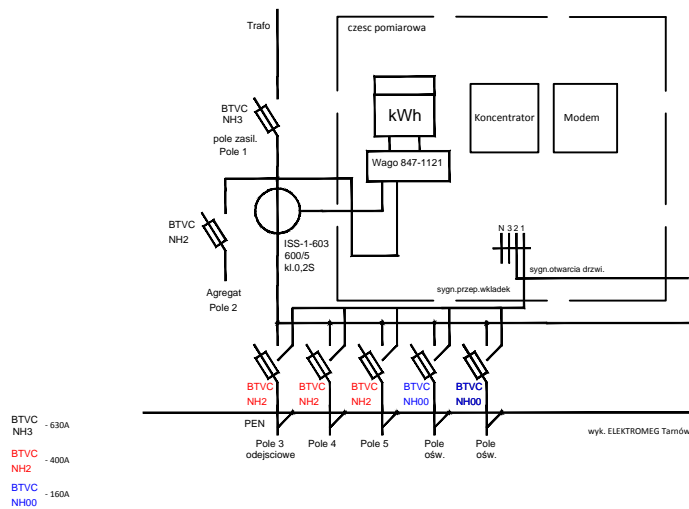 Trafo
czesc pomiarowa
BTVC
NH3
pole zasil.
Pole 1
kWh
Koncentrator
Modem
Wago 847-1121
BTVC
NH2
ISS-1-603
600/5
kl.0,2S
N 3 2 1
sygn.otwarcia drzwi.
Agregat
Pole 2
sygn.przep.wkladek
BTVC
NH2
BTVC
NH2
BTVC
NH2
BTVC
NH00
BTVC
NH00
PEN
Pole 3
odejsciowe
Pole 4
Pole 5
Pole
ośw.
Pole
ośw.
wyk. ELEKTROMEG Tarnów
BTVC
NH3
- 630A
BTVC
NH2
- 400A
BTVC
NH00
- 160A